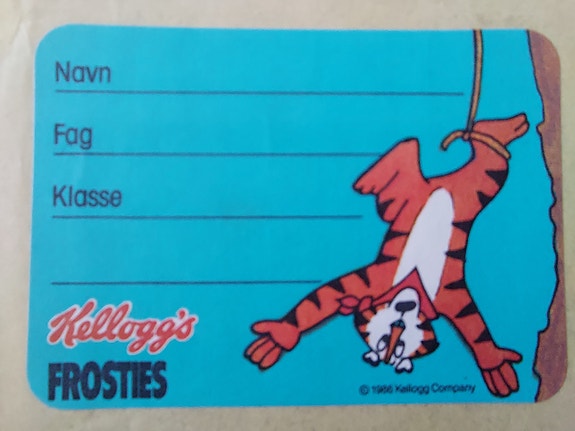 Navn
Fag
Klasse
Kellogg's
FROSTIES
© 1986 Kellogg Company